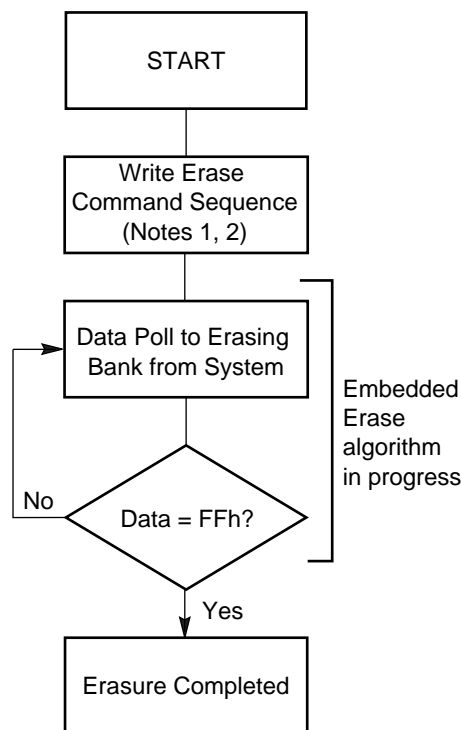 START
Write Erase
Command Sequence
(Notes 1, 2)
Data Poll to Erasing
Bank from System
Embedded
Erase
algorithm
in progress
No
Data = FFh?
Yes
Erasure Completed